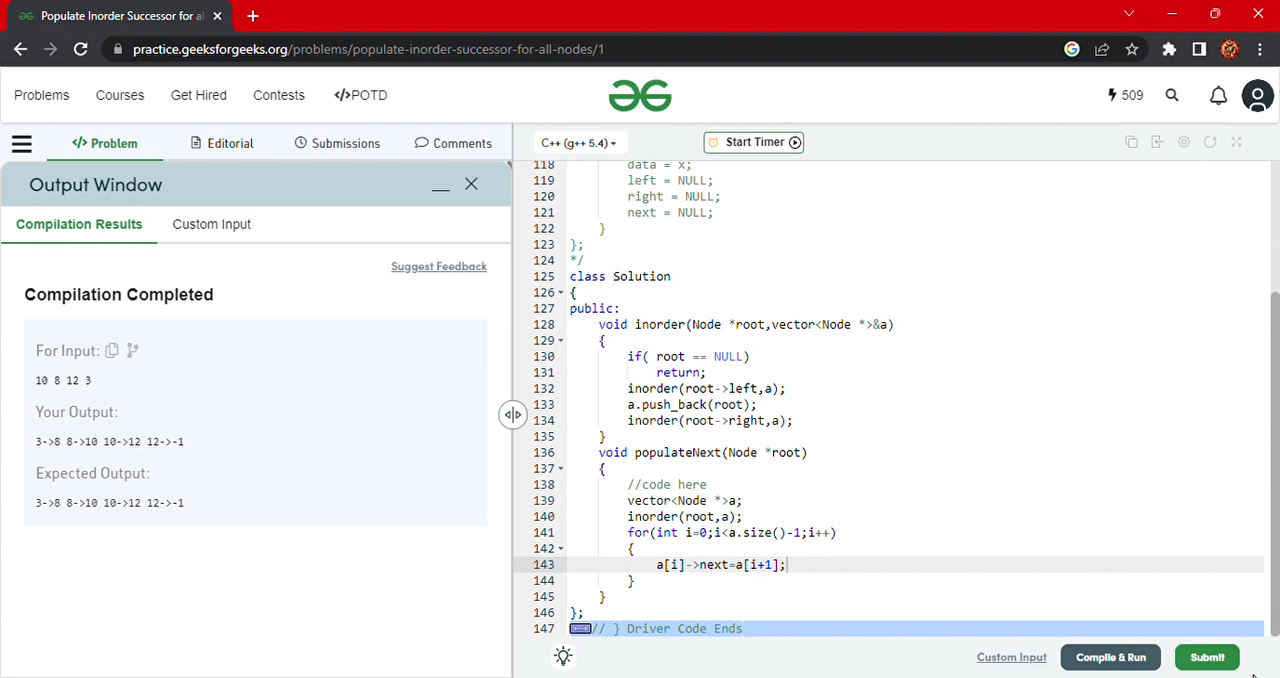 Populate Inorder Successor for al
practice.geeksforgeeks.org/problems/populate-inorder-successor-for-all-nodes/1
Problems Courses Get Hired Contests </>POTD 509
</> Problem Editorial Submissions Comments
C++ (g++ 5.4) Start Timer
Output Window
Compilation Results Custom Input
Suggest Feedback
Compilation Completed
For Input:
10 8 12 3
Your Output:
3->8 8->10 10->12 12->-1
Expected Output:
3->8 8->10 10->12 12->-1
118 data = x;
119 left = NULL;
120 right = NULL;
121 next = NULL;
122 }
123 };
124 */
125 class Solution
126 {
127 public:
128 void inorder(Node *root,vector<Node *>&a)
129 {
130 if( root == NULL)
131 return;
132 inorder(root->left,a);
133 a.push_back(root);
134 inorder(root->right,a);
135 }
136 void populateNext(Node *root)
137 {
138 //code here
139 vector<Node *>a;
140 inorder(root,a);
141 for(int i=0;i<a.size()-1;i++)
142 {
143 a[i]->next=a[i+1];
144 }
145 }
146 };
147 // } Driver Code Ends
Custom Input Compile & Run Submit